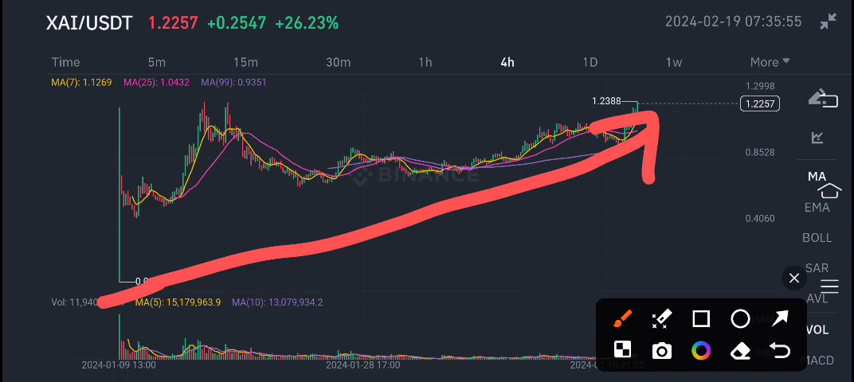 XAI/USDT 1.2257 +0.2547 +26.23% 2024-02-19 07:35:55
Time 5m 15m 30m 1h 4h 1D 1w More
MA(7): 1.1269 MA(25): 1.0432 MA(99): 0.9351
1.2998
1.2388
1.2257
0.8528
MA
BINANCE
EMA
0.4060
BOLL
SAR
AVL
Vol: 11,940 MA(5): 15,179,963.9 MA(10): 13,079,934.2
VOL
MACD
2024-01-09 13:00 2024-01-28 17:00